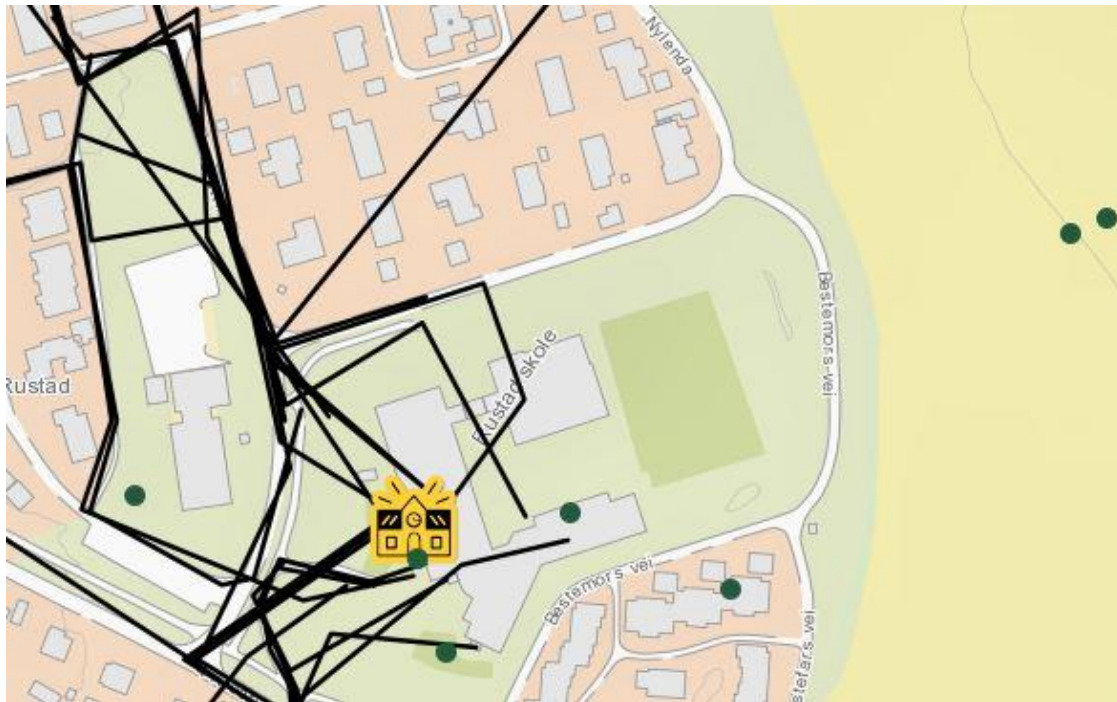 Nylenda
Bestemors vei
Rustad skole
Rustad
Bestemors vei
stefars vei